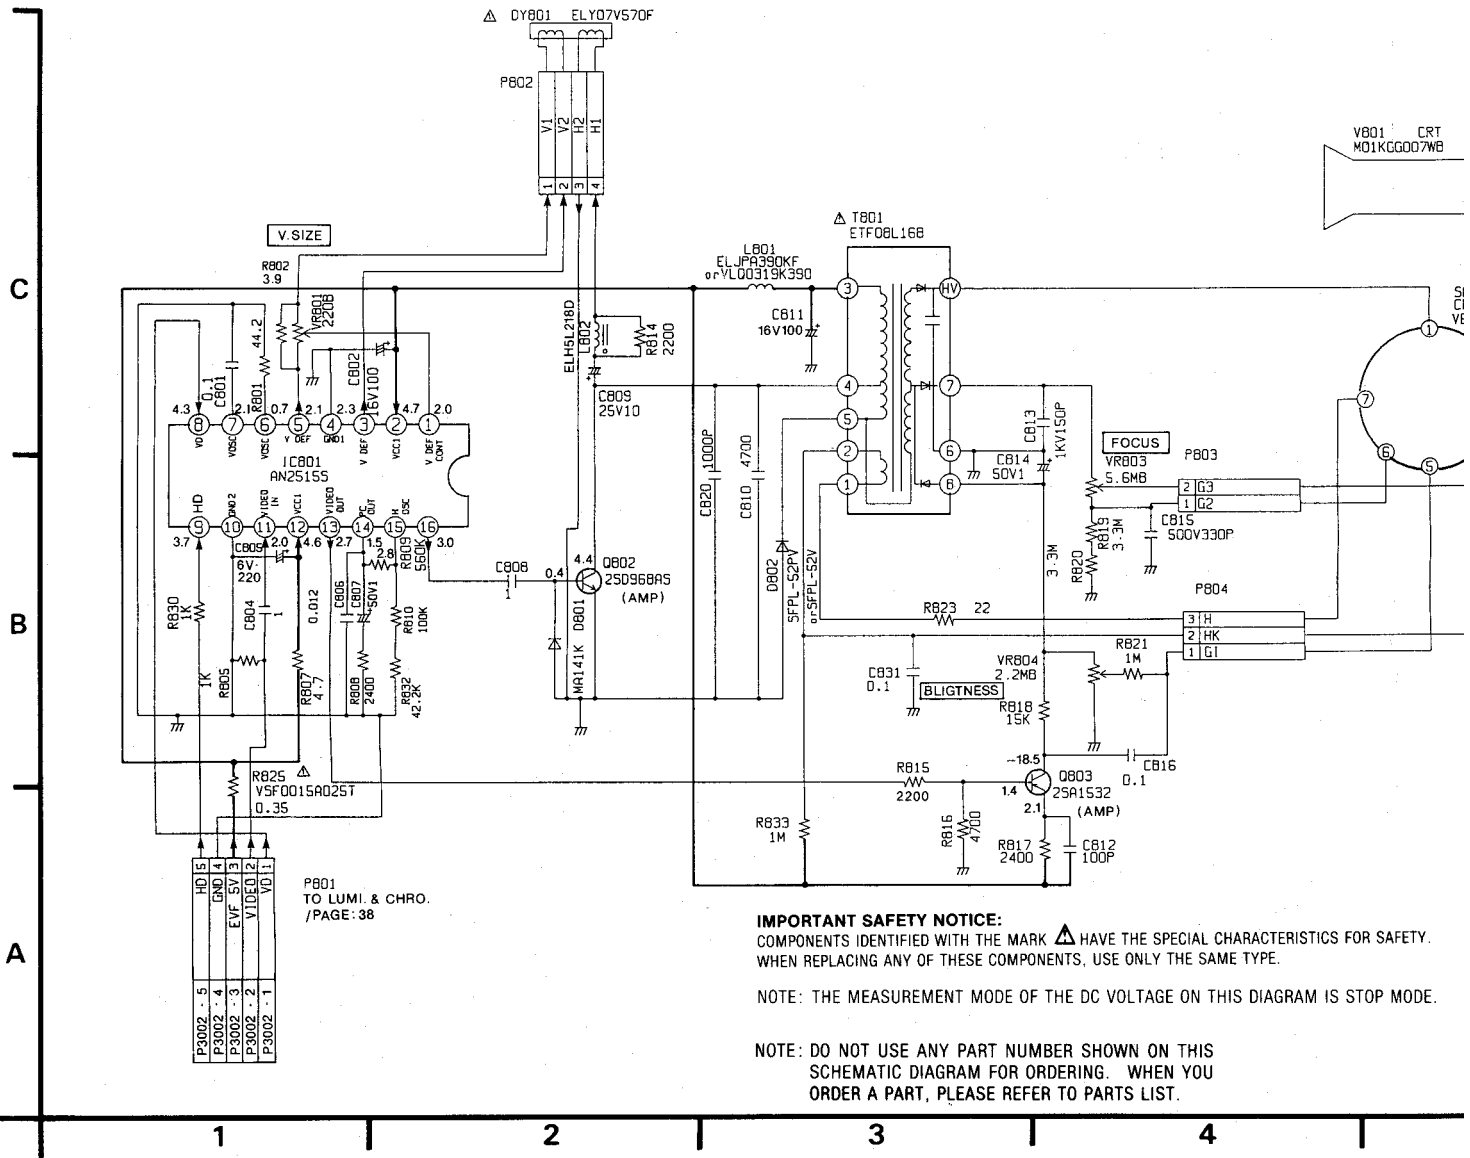 ⚠ DY801 ELY07V570F
P802
V1
V2
H2
H1
1
2
3
4
V801 CRT
M01KGG007WB
C
V.SIZE
R802
3.9
VR801
220B
44.2
0.1
C801
R801
C802
16V100
ELH5L218D
L802
R814
2200
C809
25V10
L801
ELJPA390KF
or VLQ0319K390
C811
16V100
⚠ T801
ETF08L168
3
HV
4
7
5
2
6
1
8
4.3
2.1
0.7
2.1
2.3
4.7
2.0
8
7
6
5
4
3
2
1
VD
VOSC
VOSC
V DEF
GND1
V DEF
VCC1
V DEF
CONT
IC801
AN2515S
HD
GND2
VIDEO
IN
VCC1
VIDEO
OUT
PC
OUT
H
OSC
9
10
11
12
13
14
15
16
3.7
2.0
4.6
2.7
1.5
2.8
3.0
C805
6V-
220
R830
1K
C804
1
0.012
C806
C807
50V1
R809
560K
R810
100K
1K
R805
R807
4.7
R808
2400
R832
42.2K
C808
1
0.4
4.4
Q802
2SD968AS
(AMP)
MA141K D801
C820 1000P
C810 4700
D802
SFPL-52PV
or SFPL-52V
C813
1KV150P
C814
50V1
FOCUS
VR803
5.6MB
P803
2 G3
1 G2
R819
3.3M
3.3M
R820
C815
500V330P
1
7
6
5
B
P804
R823 22
3 H
2 HK
1 G1
C831
0.1
BLIGTNESS
VR804
2.2MB
R821
1M
R818
15K
C816
0.1
R825 ⚠
VSF0015A025T
0.35
R815
2200
-18.5
1.4
2.1
Q803
2SA1532
(AMP)
R833
1M
R816
4700
R817
2400
C812
100P
HD 5
GND 4
EVF 5V 3
VIDEO 2
VD 1
P801
TO LUMI. & CHRO.
/PAGE:38
P3002 - 5
P3002 - 4
P3002 - 3
P3002 - 2
P3002 - 1
A
IMPORTANT SAFETY NOTICE:
COMPONENTS IDENTIFIED WITH THE MARK ⚠ HAVE THE SPECIAL CHARACTERISTICS FOR SAFETY.
WHEN REPLACING ANY OF THESE COMPONENTS, USE ONLY THE SAME TYPE.
NOTE: THE MEASUREMENT MODE OF THE DC VOLTAGE ON THIS DIAGRAM IS STOP MODE.
NOTE: DO NOT USE ANY PART NUMBER SHOWN ON THIS
SCHEMATIC DIAGRAM FOR ORDERING. WHEN YOU
ORDER A PART, PLEASE REFER TO PARTS LIST.
1
2
3
4